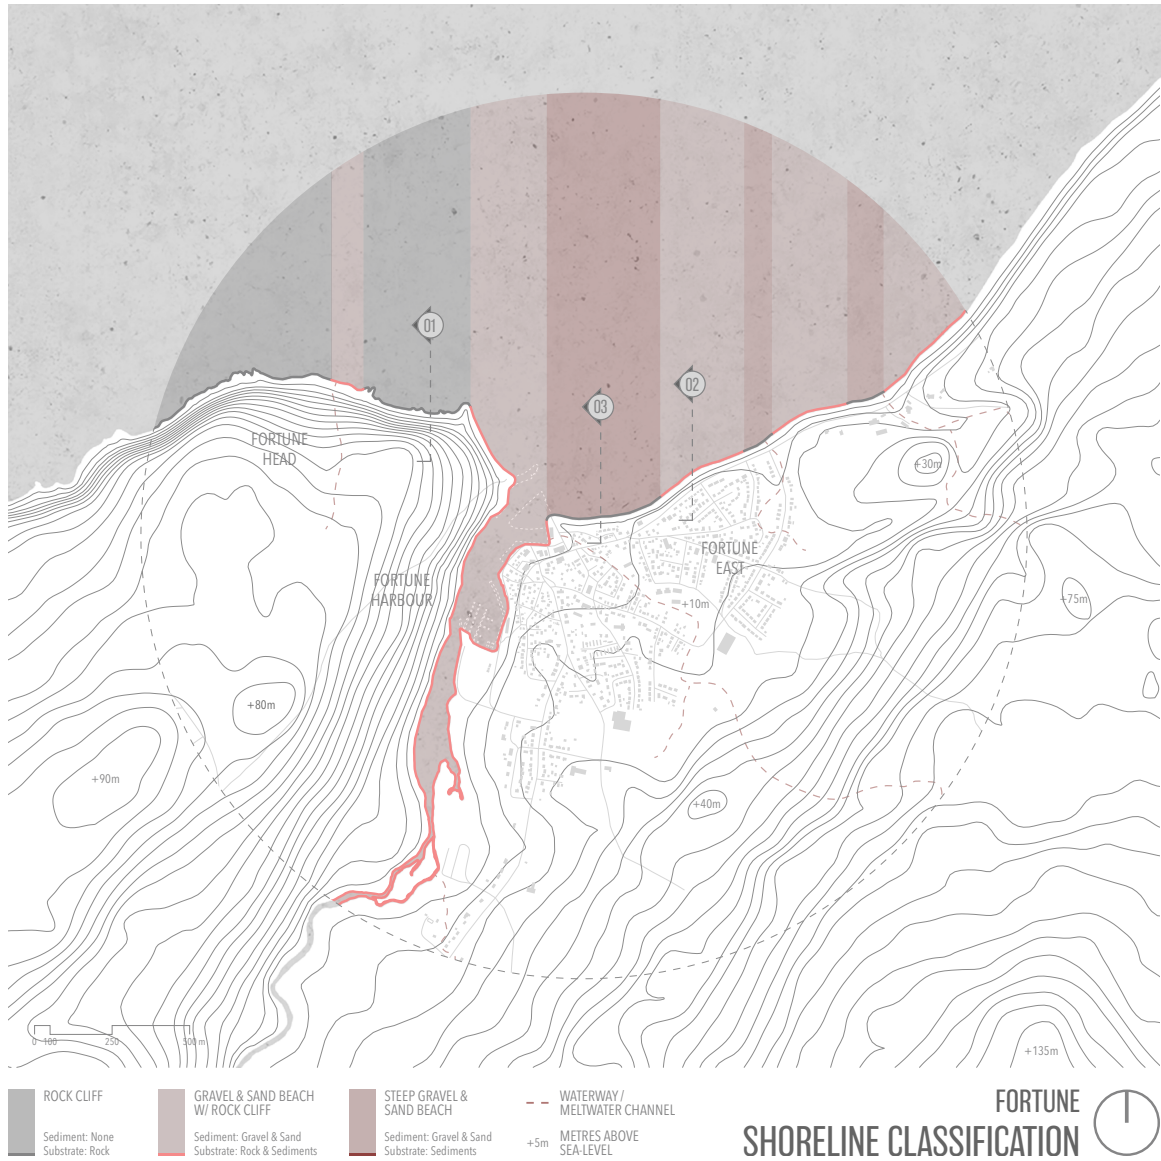 01
02
03
FORTUNE
HEAD
+30m
FORTUNE
EAST
FORTUNE
HARBOUR
+10m
+75m
+80m
+90m
+40m
+135m
0 100 250 500 m
ROCK CLIFF
Sediment: None
Substrate: Rock
GRAVEL & SAND BEACH
W/ ROCK CLIFF
Sediment: Gravel & Sand
Substrate: Rock & Sediments
STEEP GRAVEL &
SAND BEACH
Sediment: Gravel & Sand
Substrate: Sediments
WATERWAY /
MELTWATER CHANNEL
+5m METRES ABOVE
SEA-LEVEL
FORTUNE
SHORELINE CLASSIFICATION